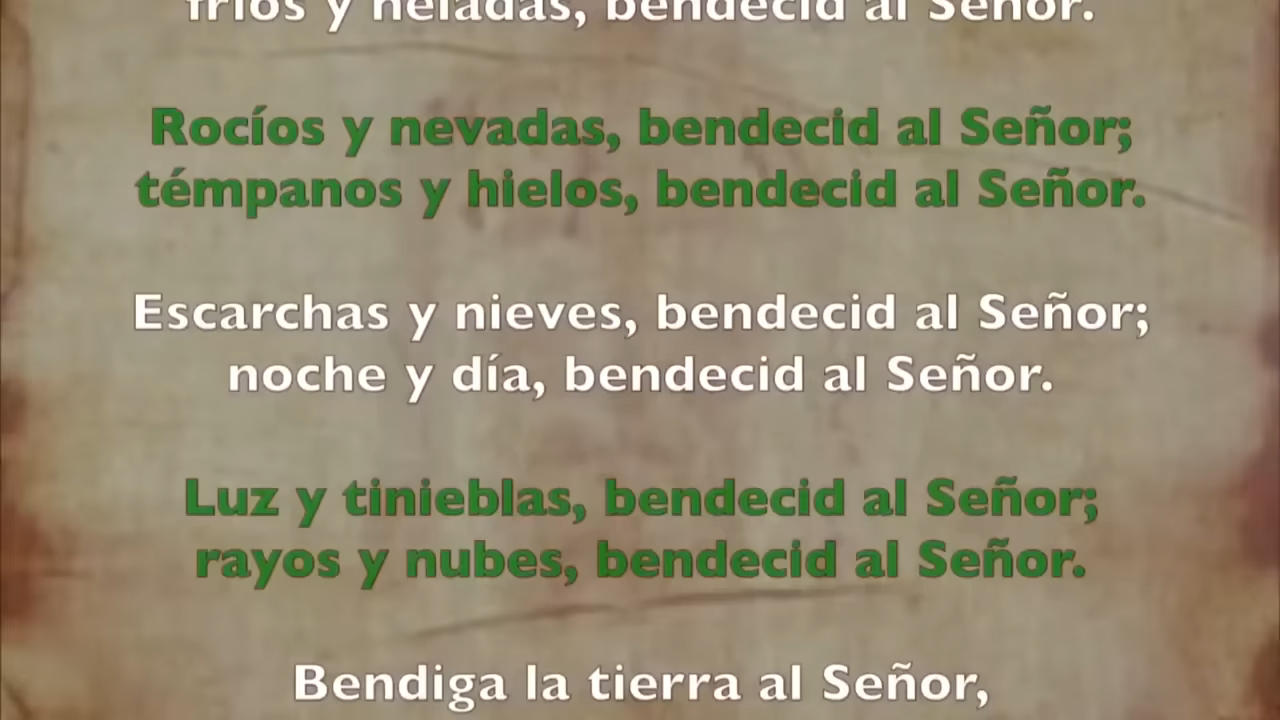 fríos y heladas, bendecid al Señor.
Rocíos y nevadas, bendecid al Señor;
témpanos y hielos, bendecid al Señor.
Escarchas y nieves, bendecid al Señor;
noche y día, bendecid al Señor.
Luz y tinieblas, bendecid al Señor;
rayos y nubes, bendecid al Señor.
Bendiga la tierra al Señor,